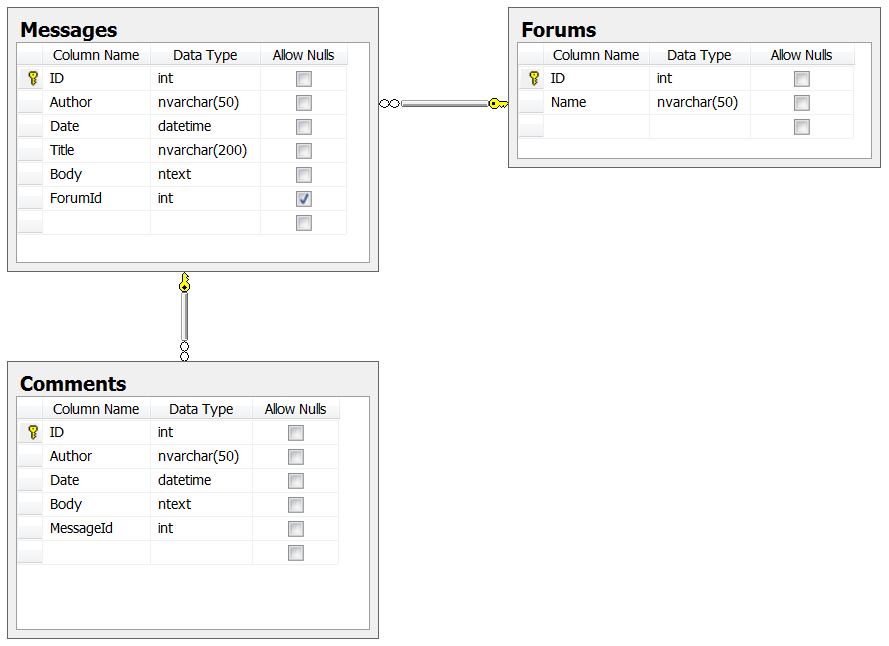 Messages
Column Name Data Type Allow Nulls
ID int
Author nvarchar(50)
Date datetime
Title nvarchar(200)
Body ntext
ForumId int
Forums
Column Name Data Type Allow Nulls
ID int
Name nvarchar(50)
Comments
Column Name Data Type Allow Nulls
ID int
Author nvarchar(50)
Date datetime
Body ntext
MessageId int